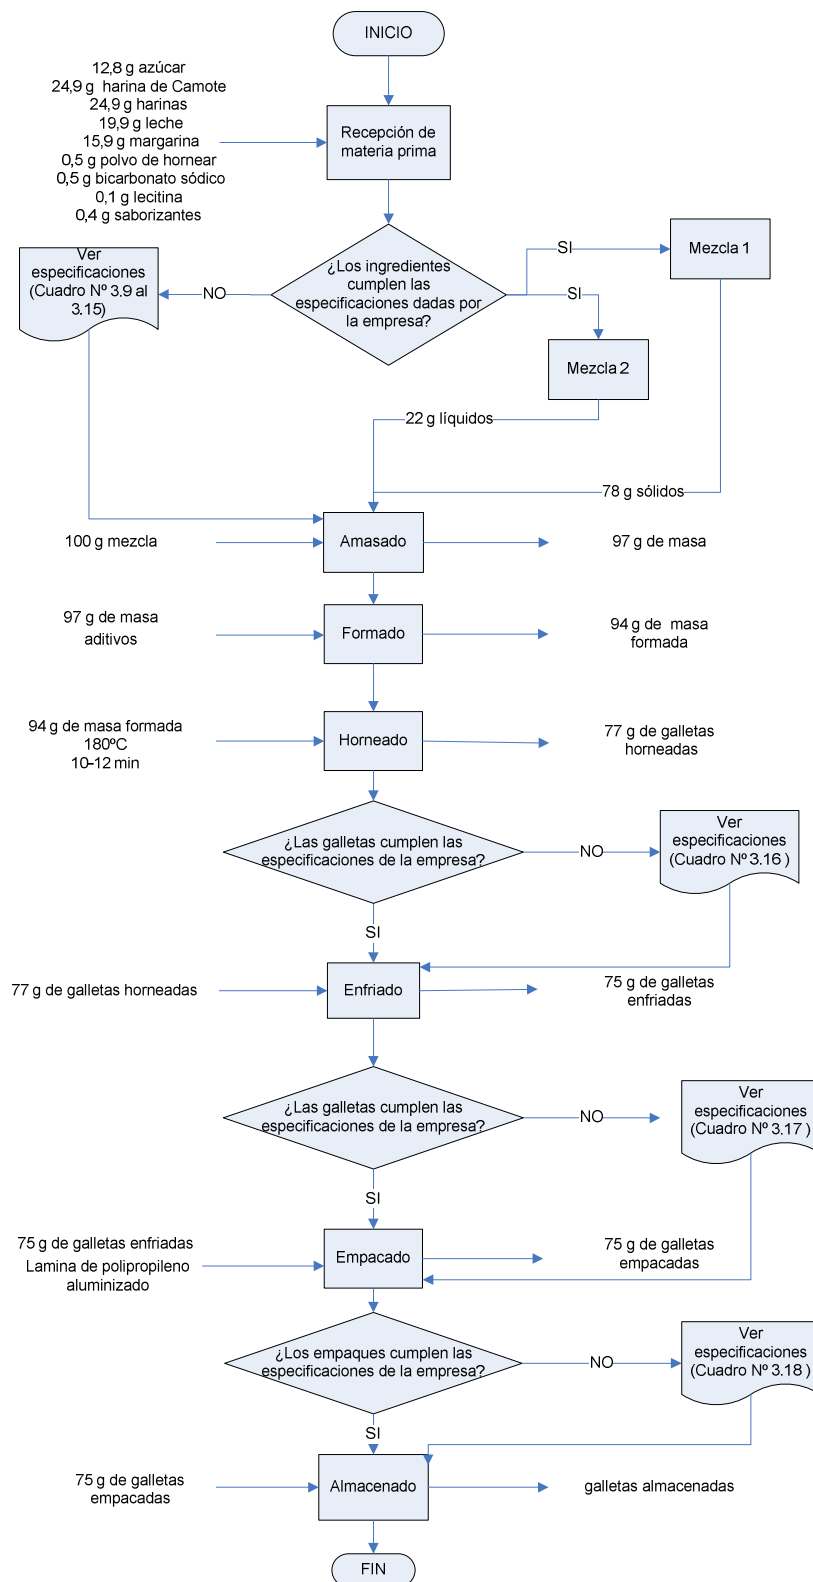 INICIO
12,8 g azúcar
24,9 g harina de Camote
24,9 g harinas
19,9 g leche
15,9 g margarina
0,5 g polvo de hornear
0,5 g bicarbonato sódico
0,1 g lecitina
0,4 g saborizantes
Recepción de
materia prima
¿Los ingredientes
cumplen las
especificaciones dadas por
la empresa?
NO
Ver
especificaciones
(Cuadro Nº 3.9 al
3.15)
SI
Mezcla 1
SI
Mezcla 2
22 g líquidos
78 g sólidos
100 g mezcla
Amasado
97 g de masa
97 g de masa
aditivos
Formado
94 g de masa
formada
94 g de masa formada
180ºC
10-12 min
Horneado
77 g de galletas
horneadas
¿Las galletas cumplen las
especificaciones de la empresa?
NO
Ver
especificaciones
(Cuadro Nº 3.16 )
SI
77 g de galletas horneadas
Enfriado
75 g de galletas
enfriadas
¿Las galletas cumplen las
especificaciones de la empresa?
NO
Ver
especificaciones
(Cuadro Nº 3.17 )
SI
75 g de galletas enfriadas
Lamina de polipropileno
aluminizado
Empacado
75 g de galletas
empacadas
¿Los empaques cumplen las
especificaciones de la empresa?
NO
Ver
especificaciones
(Cuadro Nº 3.18 )
SI
75 g de galletas
empacadas
Almacenado
galletas almacenadas
FIN